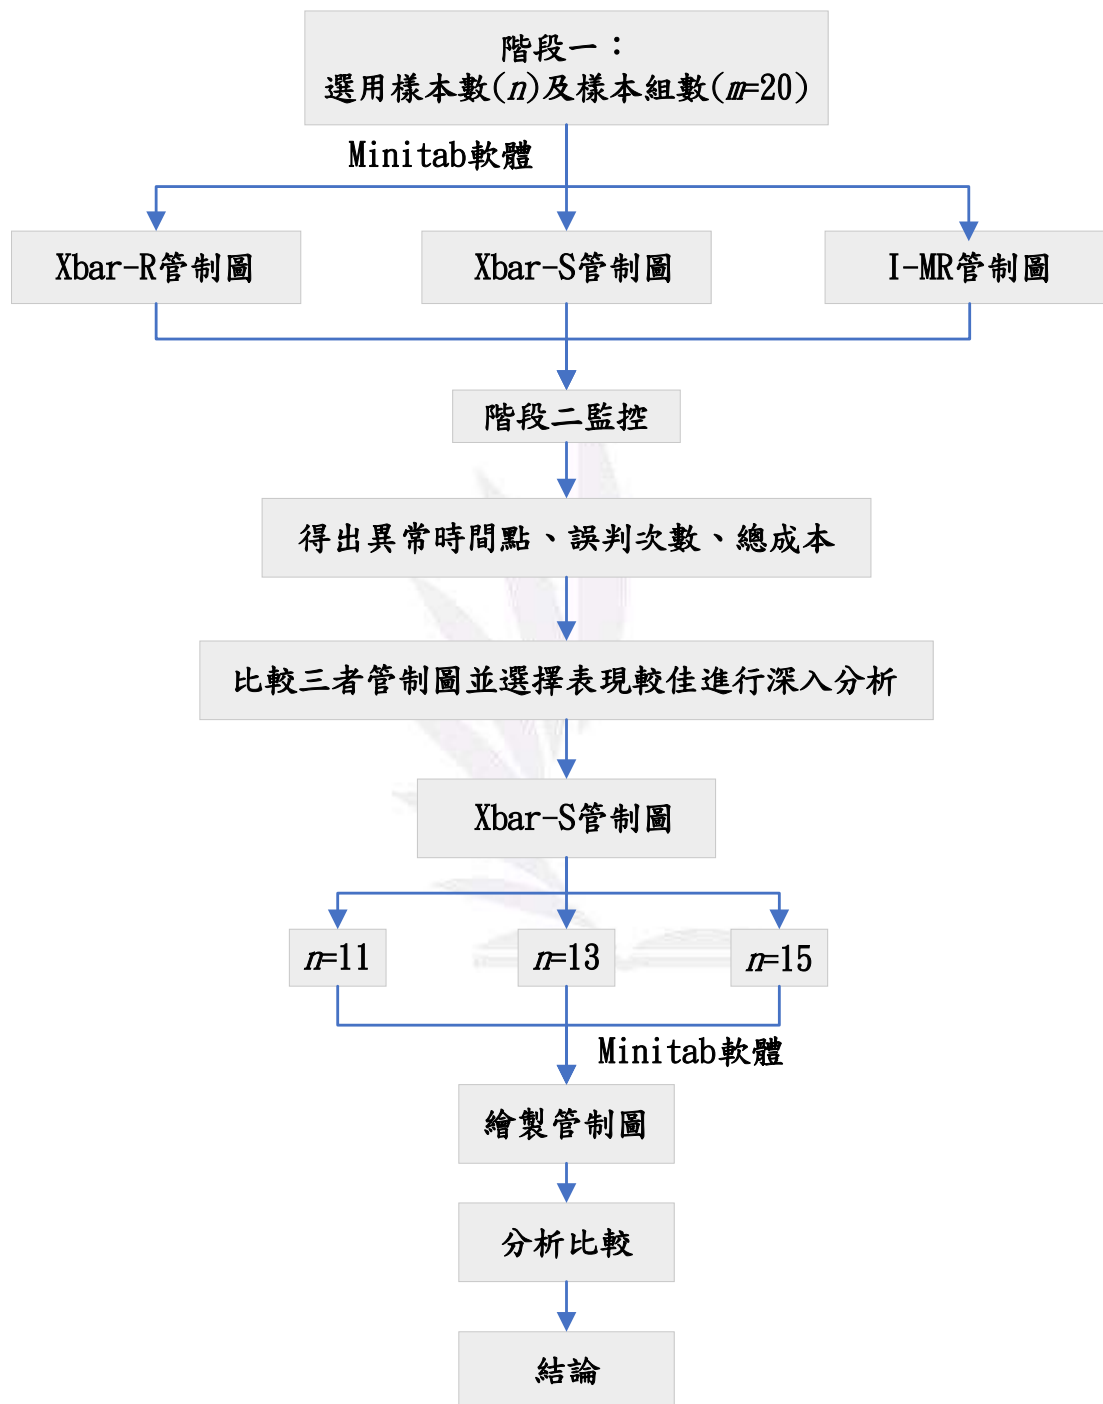 階段一：
選用樣本數(n)及樣本組數(m=20)
Minitab軟體
Xbar-R管制圖
Xbar-S管制圖
I-MR管制圖
階段二監控
得出異常時間點、誤判次數、總成本
比較三者管制圖並選擇表現較佳進行深入分析
Xbar-S管制圖
n=11
n=13
n=15
Minitab軟體
繪製管制圖
分析比較
結論